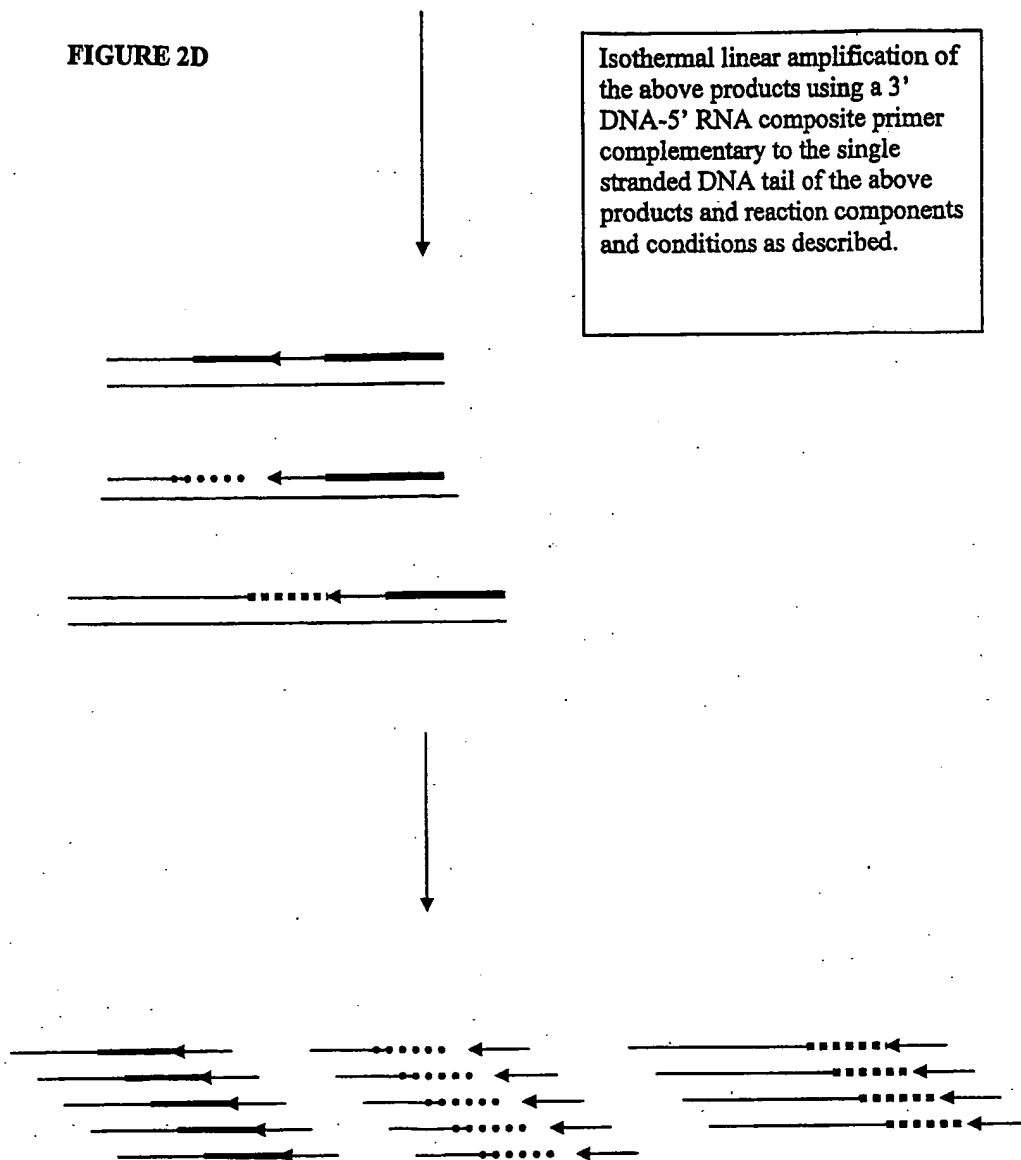 FIGURE 2D
Isothermal linear amplification of
the above products using a 3’
DNA-5’ RNA composite primer
complementary to the single
stranded DNA tail of the above
products and reaction components
and conditions as described.